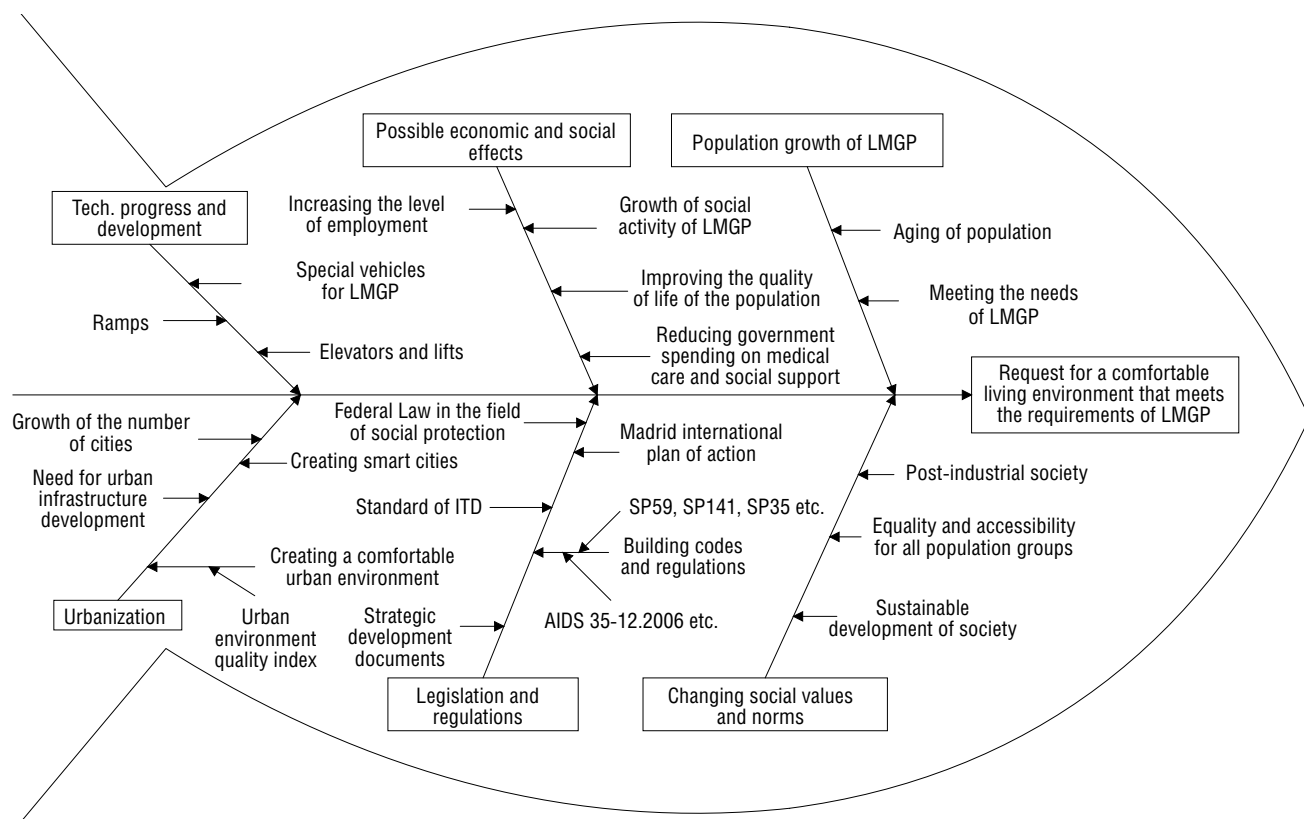 Possible economic and social
effects
Population growth of LMGP
Tech. progress and
development
Increasing the level
of employment
Growth of social
activity of LMGP
Aging of population
Special vehicles
for LMGP
Improving the quality
of life of the population
Meeting the needs
of LMGP
Ramps
Elevators and lifts
Reducing government
spending on medical
care and social support
Request for a comfortable
living environment that meets
the requirements of LMGP
Growth of the number
of cities
Federal Law in the field
of social protection
Madrid international
plan of action
Creating smart cities
Need for urban
infrastructure
development
Post-industrial society
Standard of ITD
SP59, SP141, SP35 etc.
Equality and accessibility
for all population groups
Creating a comfortable
urban environment
Building codes
and regulations
Urbanization
Urban
environment
quality index
Strategic
development
documents
AIDS 35-12.2006 etc.
Sustainable
development of society
Legislation and
regulations
Changing social values
and norms